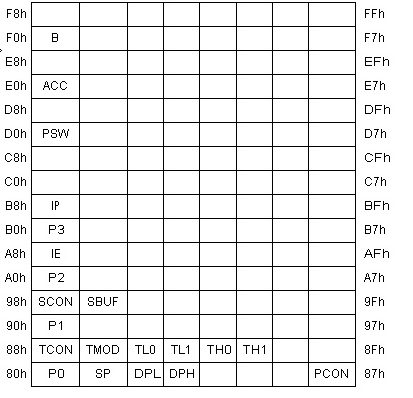 F8h FFh
F0h B F7h
E8h EFh
E0h ACC E7h
D8h DFh
D0h PSW D7h
C8h CFh
C0h C7h
B8h IP BFh
B0h P3 B7h
A8h IE AFh
A0h P2 A7h
98h SCON SBUF 9Fh
90h P1 97h
88h TCON TMOD TL0 TL1 TH0 TH1 8Fh
80h P0 SP DPL DPH PCON 87h